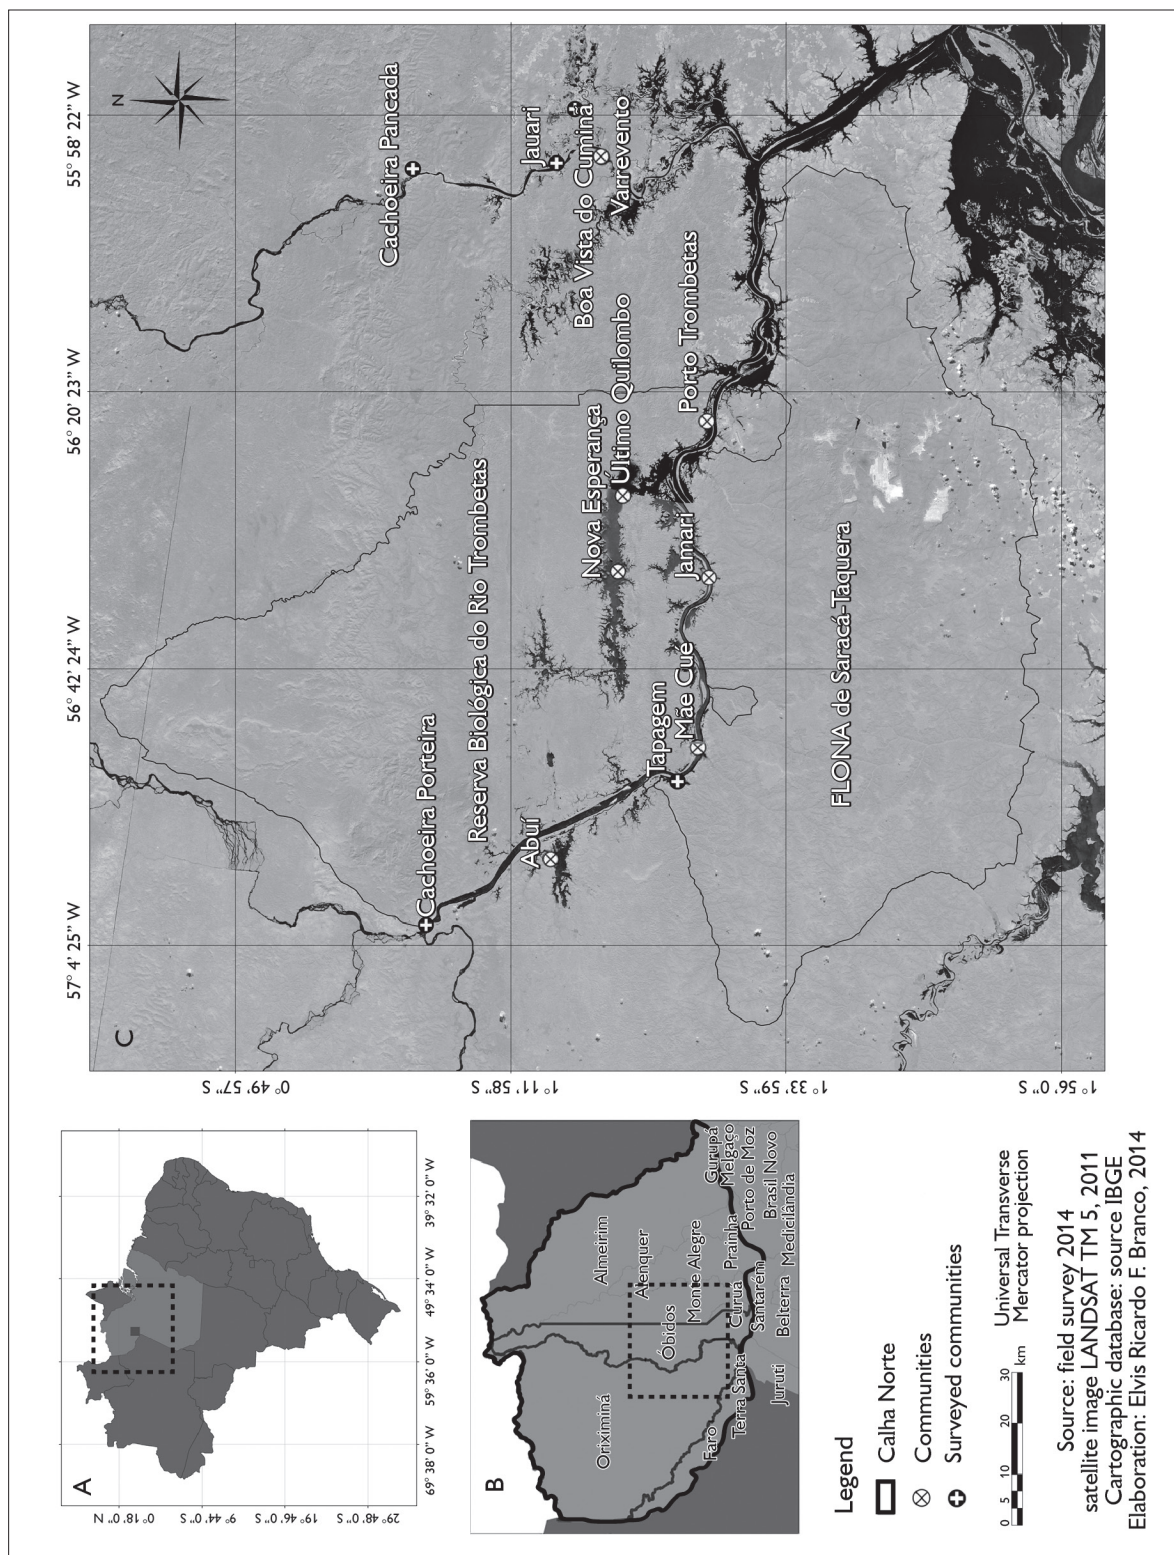 A
0° 18' 0" N
9° 44' 0" S
19° 46' 0" S
29° 48' 0" S
69° 38' 0" W
59° 36' 0" W
49° 34' 0" W
39° 32' 0" W
B
Oriximiná
Almeirim
Óbidos
Alenquer
Monte Alegre
Faro
Terra Santa
Juruti
Curuá
Santarém
Belterra
Prainha
Gurupá
Melgaço
Porto de Moz
Brasil Novo
Medicilândia
C
N
57° 4' 25" W
56° 42' 24" W
56° 20' 23" W
55° 58' 22" W
0° 49' 57" S
1° 11' 58" S
1° 33' 59" S
1° 56' 0" S
Cachoeira Pancada
Cachoeira Porteira
Reserva Biológica do Rio Trombetas
Jauari
Boa Vista do Cuminã
Varrevento
Abuí
Nova Esperança
Último Quilombo
Tapagem
Mãe Cue
Jamari
Porto Trombetas
FLONA de Saracá-Taquera
Legend
Calha Norte
Communities
Surveyed communities
0 5 10 20 30
km
Universal Transverse
Mercator projection
Source: field survey 2014
satellite image LANDSAT TM 5, 2011
Cartographic database: source IBGE
Elaboration: Elvis Ricardo F. Branco, 2014